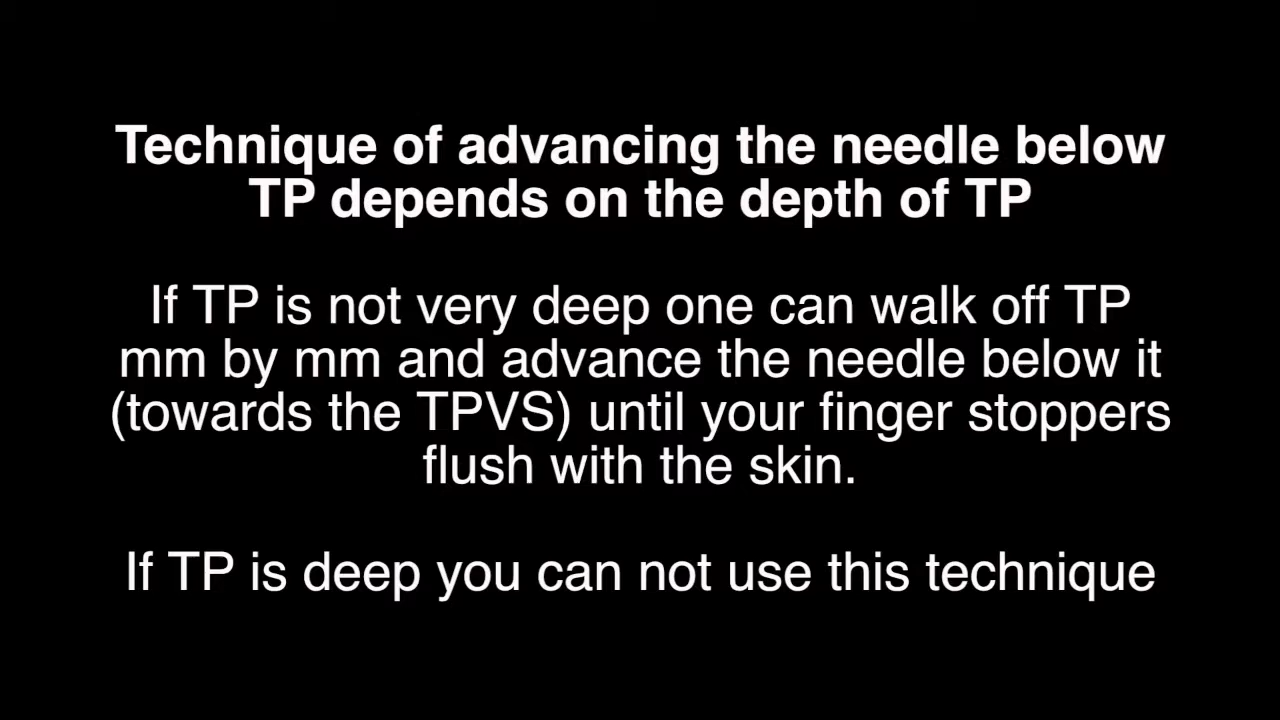 Technique of advancing the needle below
TP depends on the depth of TP
If TP is not very deep one can walk off TP
mm by mm and advance the needle below it
(towards the TPVS) until your finger stoppers
flush with the skin.
If TP is deep you can not use this technique